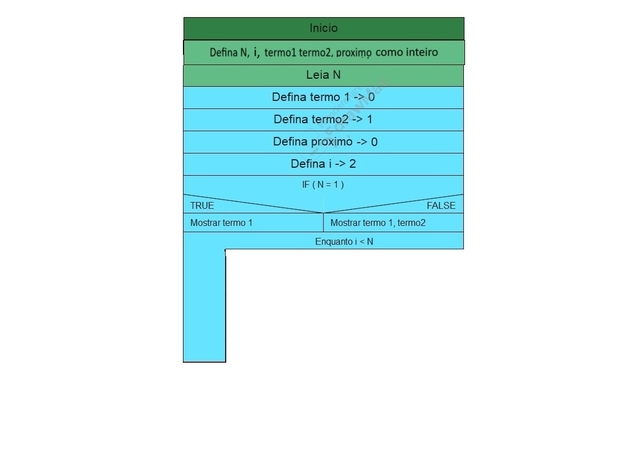 Inicio
Defina N, i, termo1 termo2, proximo como inteiro
Leia N
Defina termo 1 -> 0
Defina termo2 -> 1
Defina proximo -> 0
Defina i -> 2
IF ( N = 1 )
TRUE FALSE
Mostrar termo 1 Mostrar termo 1, termo2
Enquanto i < N